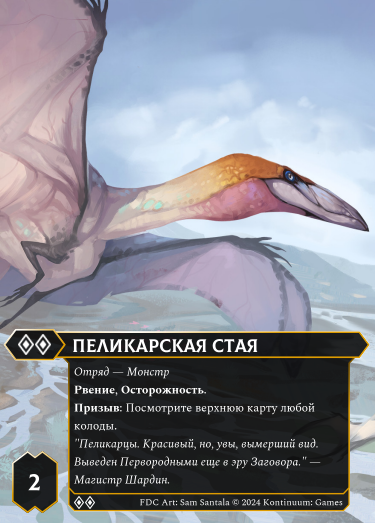 ПЕЛИКАРСКАЯ СТАЯ
Отряд — Монстр
Рвение, Осторожность.
Призыв: Посмотрите верхнюю карту любой
колоды.
"Пеликарцы. Красивый, но, увы, вымерший вид.
Выведен Первородными еще в эру Заговора." —
Магистр Шардин.
2
FDC Art: Sam Santala © 2024 Kontinuum: Games